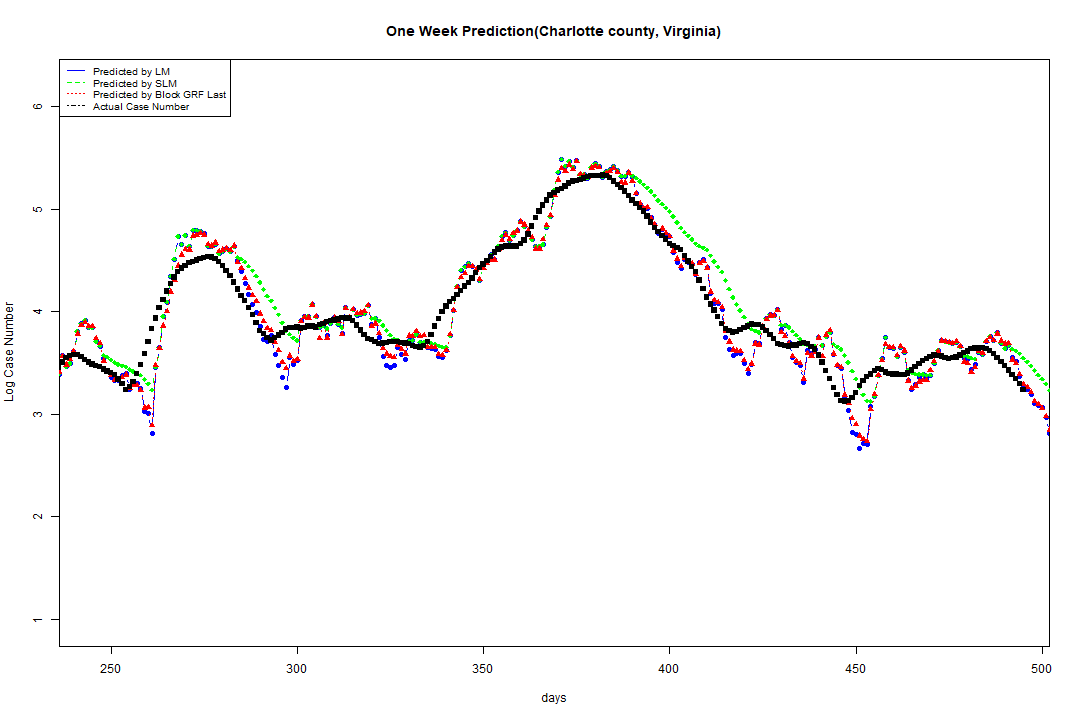 One Week Prediction(Charlotte county, Virginia)
Predicted by LM
Predicted by SLM
Predicted by Block GRF Last
Actual Case Number
6
5
4
3
2
1
Log Case Number
250 300 350 400 450 500
days